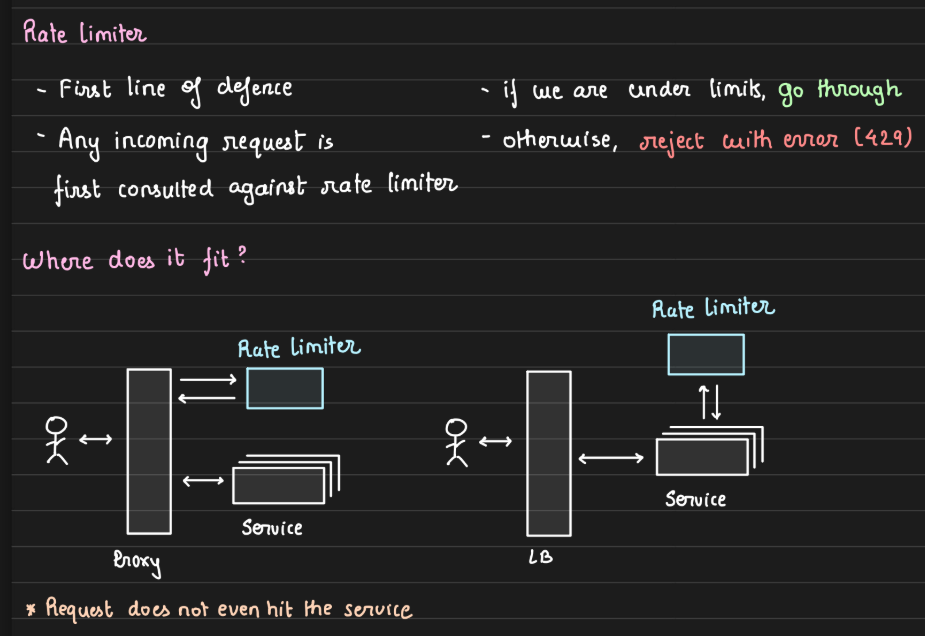 Rate limiter
- First line of defence
- Any incoming request is
first consulted against rate limiter
- if we are under limits, go through
- otherwise, reject with error (429)
Where does it fit?
Rate limiter
Service
Proxy
Rate limiter
Service
LB
* Request does not even hit the service